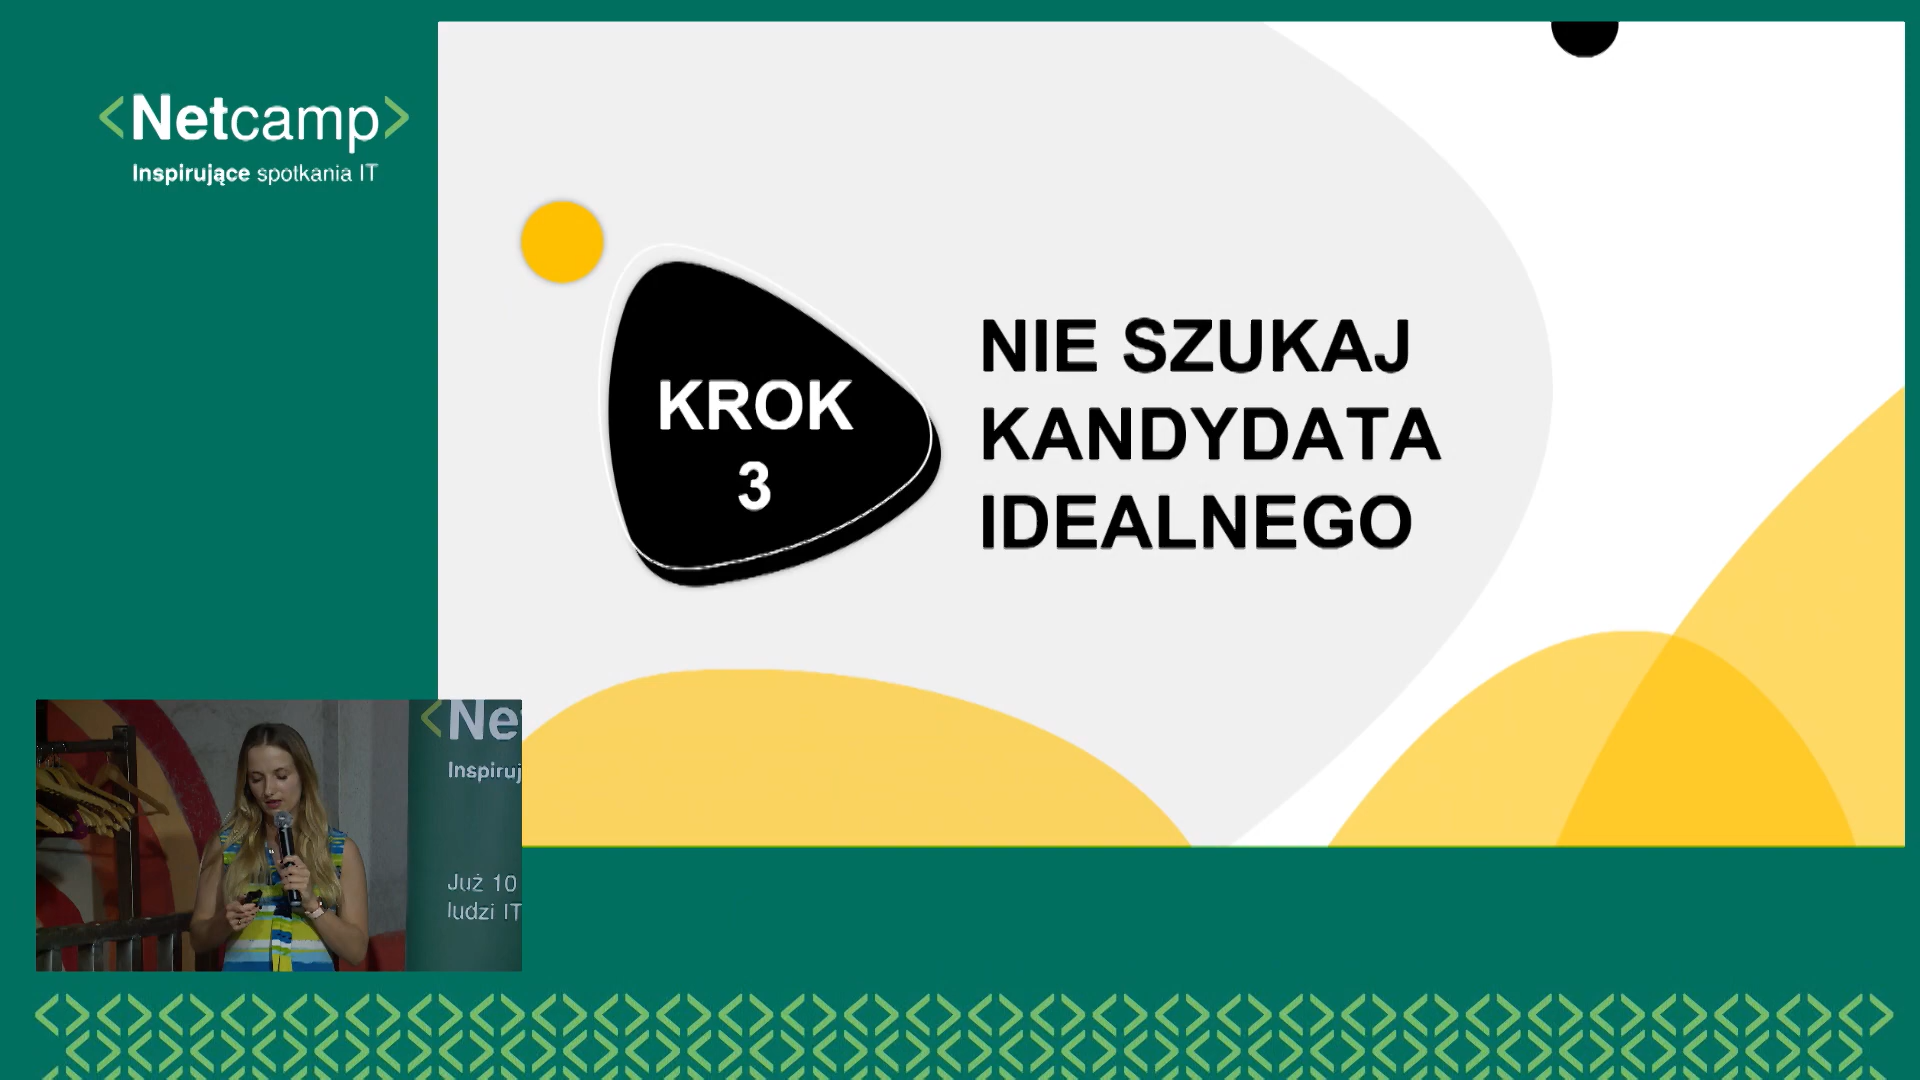 <Netcamp>
Inspirujące spotkania IT
KROK
3
NIE SZUKAJ
KANDYDATA
IDEALNEGO
<Ne
Inspiruj
Już 10
ludzi IT